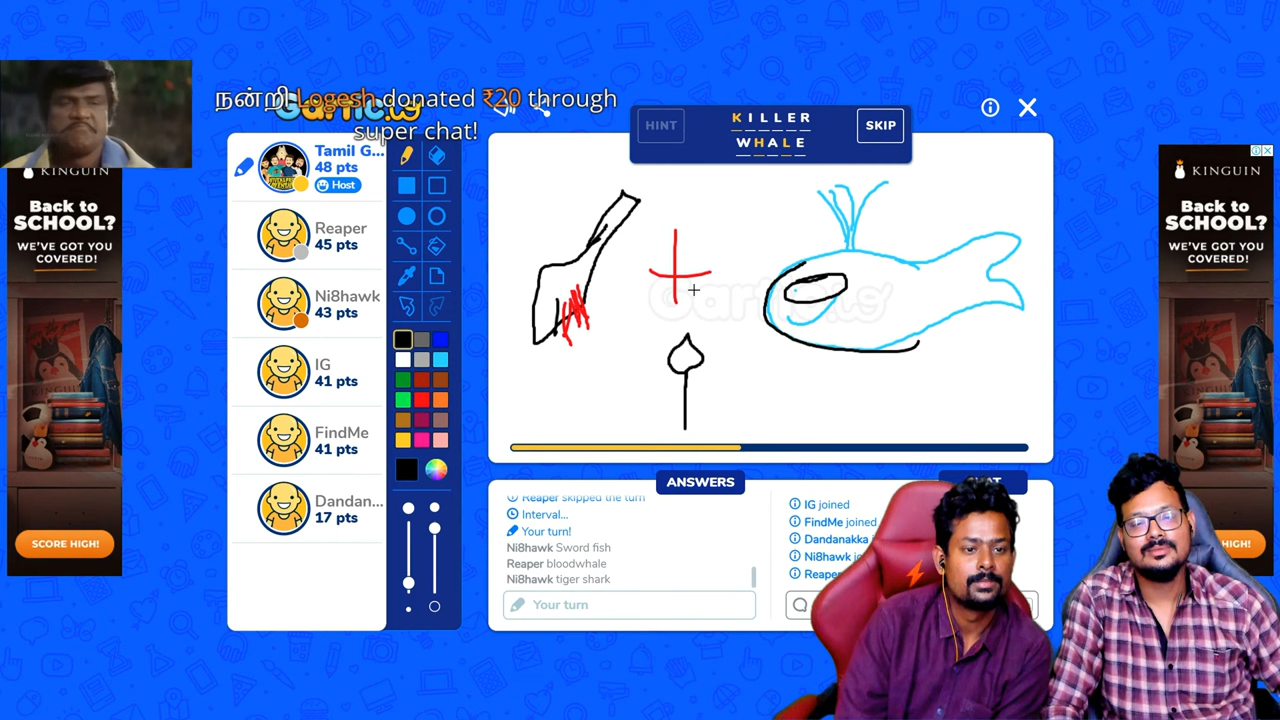 நன்றி Logesh donated ₹20 through
super chat!
HINT
KILLER
WHALE
SKIP
Tamil G...
48 pts
Host
Reaper
45 pts
Ni8hawk
43 pts
IG
41 pts
FindMe
41 pts
Dandan...
17 pts
KINGUIN
Back to
SCHOOL?
WE'VE GOT YOU
COVERED!
SCORE HIGH!
Gartic.io
ANSWERS
Reaper skipped the turn
Interval...
Your turn!
Ni8hawk Sword fish
Reaper bloodwhale
Ni8hawk tiger shark
Your turn
IG joined
FindMe joined
Dandanakka
Ni8hawk
Reaper
KINGUIN
Back to
SCHOOL?
WE'VE GOT YOU
COVERED!
HIGH!